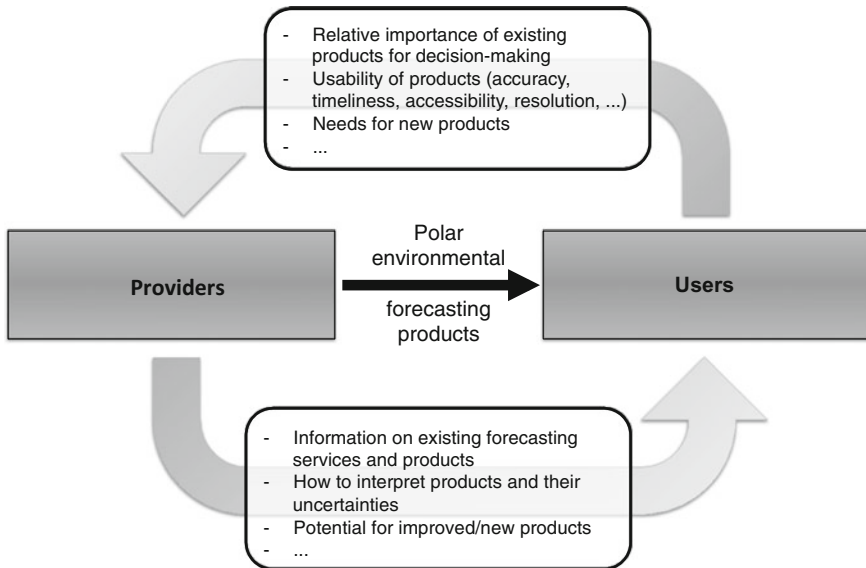 - Relative importance of existing
products for decision-making
- Usability of products (accuracy,
timeliness, accessibility, resolution, ...)
- Needs for new products
- ...
Providers
Polar
environmental
forecasting
products
Users
- Information on existing forecasting
services and products
- How to interpret products and their
uncertainties
- Potential for improved/new products
- ...